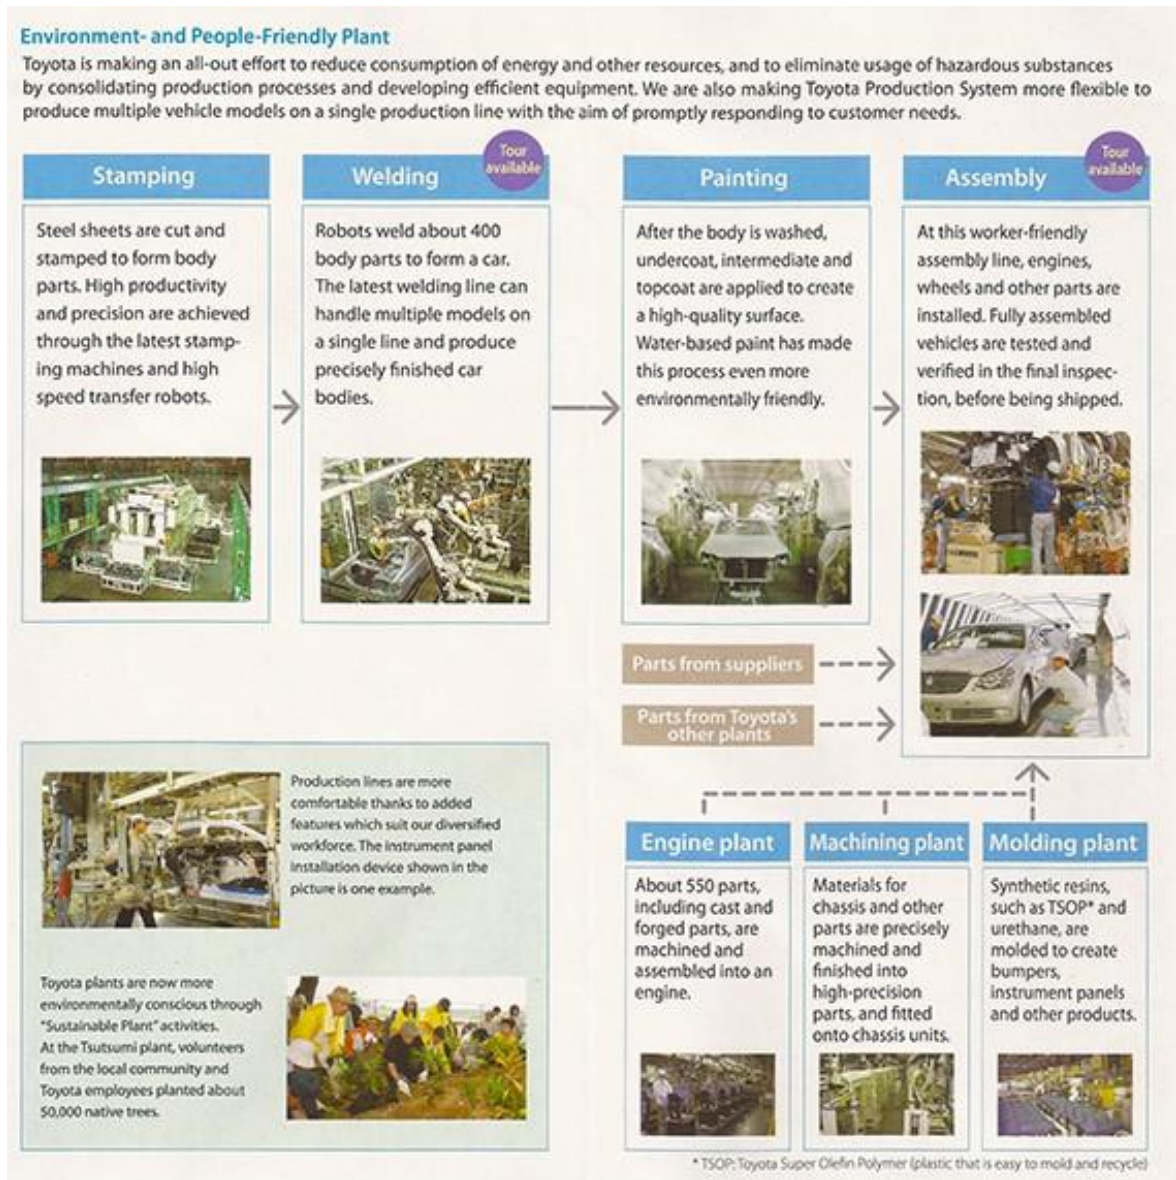 Environment- and People-Friendly Plant
Toyota is making an all-out effort to reduce consumption of energy and other resources, and to eliminate usage of hazardous substances
by consolidating production processes and developing efficient equipment. We are also making Toyota Production System more flexible to
produce multiple vehicle models on a single production line with the aim of promptly responding to customer needs.
Stamping
Steel sheets are cut and
stamped to form body
parts. High productivity
and precision are achieved
through the latest stamp-
ing machines and high
speed transfer robots.
Welding
Tour
available
Robots weld about 400
body parts to form a car.
The latest welding line can
handle multiple models on
a single line and produce
precisely finished car
bodies.
Painting
After the body is washed,
undercoat, intermediate and
topcoat are applied to create
a high-quality surface.
Water-based paint has made
this process even more
environmentally friendly.
Assembly
Tour
available
At this worker-friendly
assembly line, engines,
wheels and other parts are
installed. Fully assembled
vehicles are tested and
verified in the final inspec-
tion, before being shipped.
Parts from suppliers
Parts from Toyota's
other plants
Production lines are more
comfortable thanks to added
features which suit our diversified
workforce. The instrument panel
installation device shown in the
picture is one example.
Toyota plants are now more
environmentally conscious through
"Sustainable Plant" activities.
At the Tsutsumi plant, volunteers
from the local community and
Toyota employees planted about
50,000 native trees.
Engine plant
About 550 parts,
including cast and
forged parts, are
machined and
assembled into an
engine.
Machining plant
Materials for
chassis and other
parts are precisely
machined and
finished into
high-precision
parts, and fitted
onto chassis units.
Molding plant
Synthetic resins,
such as TSOP* and
urethane, are
molded to create
bumpers,
instrument panels
and other products.
* TSOP: Toyota Super Olefin Polymer (plastic that is easy to mold and recycle)